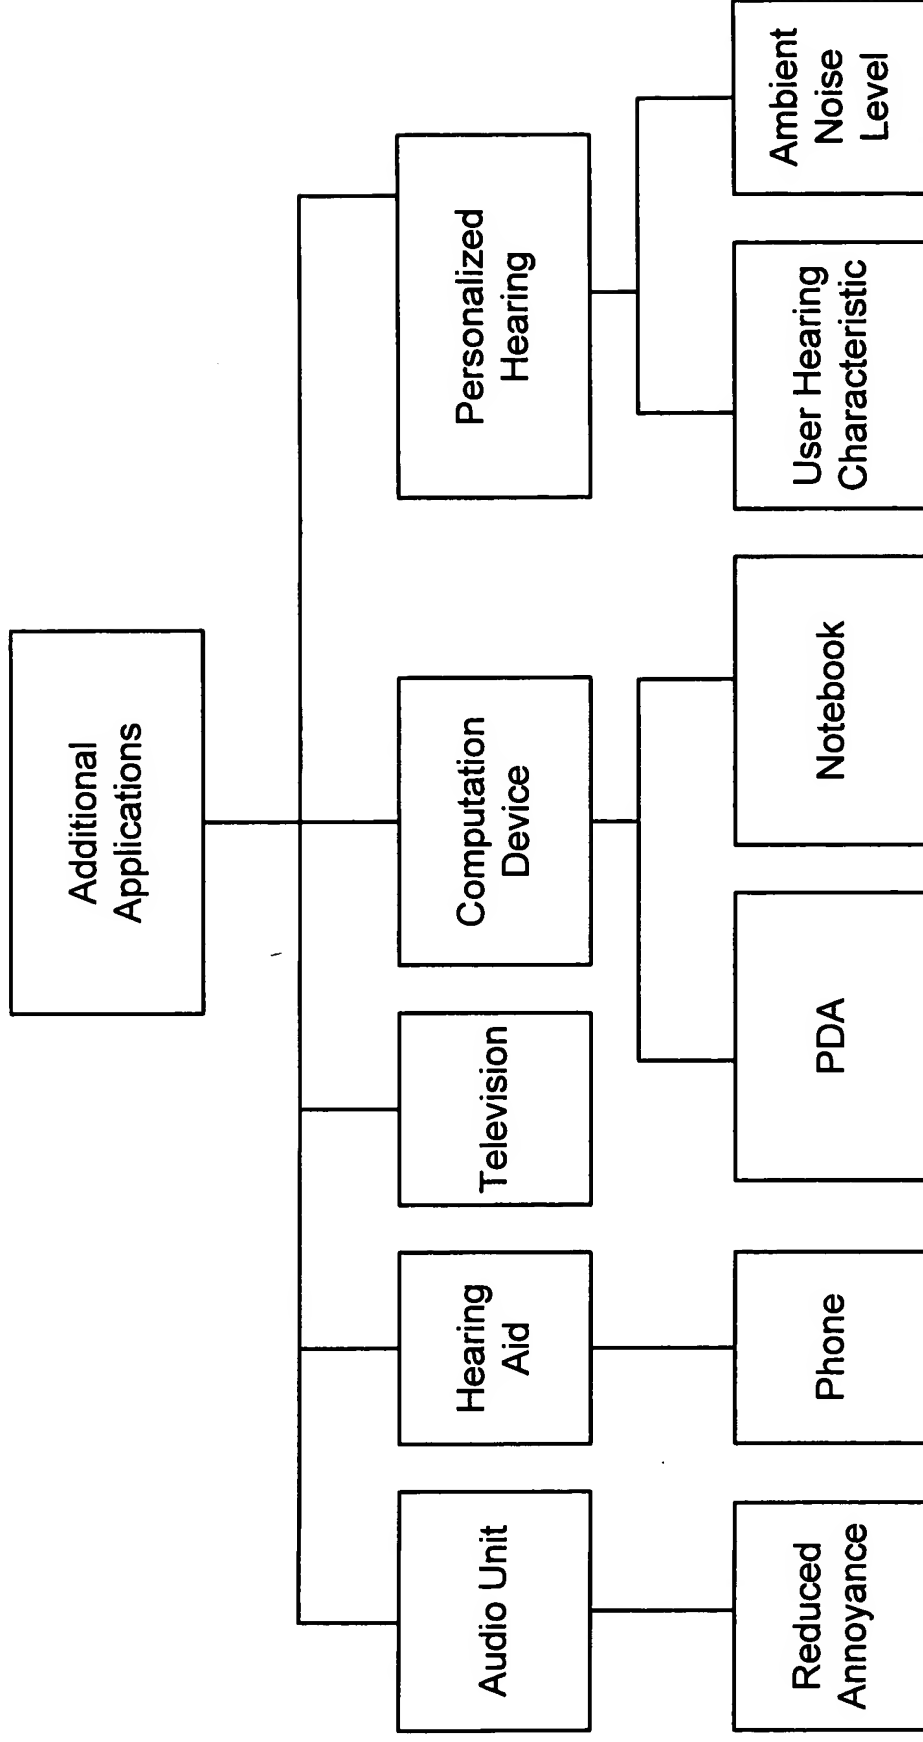 Additional
Applications
Audio Unit
Hearing
Aid
Television
Computation
Device
Personalized
Hearing
Reduced
Annoyance
Phone
PDA
Notebook
User Hearing
Characteristic
Ambient
Noise
Level